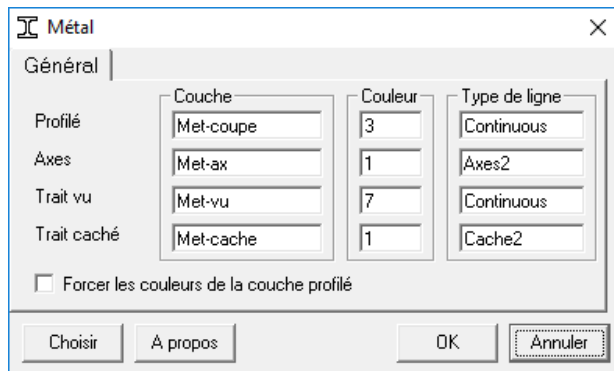 Métal
Général
Couche Couleur Type de ligne
Profilé Met-coupe 3 Continuous
Axes Met-ax 1 Axes2
Trait vu Met-vu 7 Continuous
Trait caché Met-cache 1 Cache2
Forcer les couleurs de la couche profilé
Choisir A propos OK Annuler